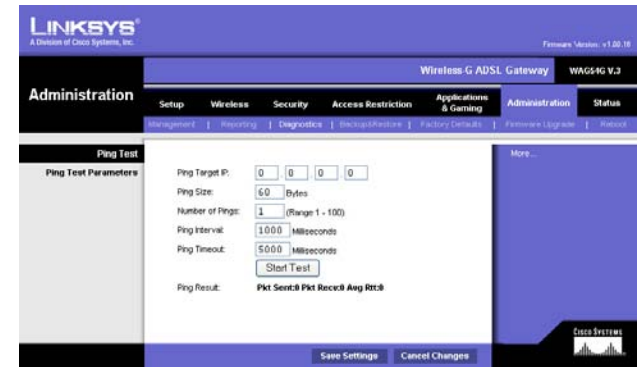 LINKSYS®
A Division of Cisco Systems, Inc.
Firmware Version: v1.00.16
Wireless-G ADSL Gateway WAG54G V.3
Administration
Setup Wireless Security Access Restriction Applications & Gaming Administration Status
Management | Reporting | Diagnostics | Backup&Restore | Factory Defaults | Firmware Upgrade | Reboot
Ping Test
More...
Ping Test Parameters
Ping Target IP: 0 . 0 . 0 . 0
Ping Size: 60 Bytes
Number of Pings: 1 (Range 1 - 100)
Ping Interval: 1000 Milliseconds
Ping Timeout: 5000 Milliseconds
Start Test
Ping Result: Pkt Sent:0 Pkt Recv:0 Avg Rtt:0
Save Settings Cancel Changes
CISCO SYSTEMS